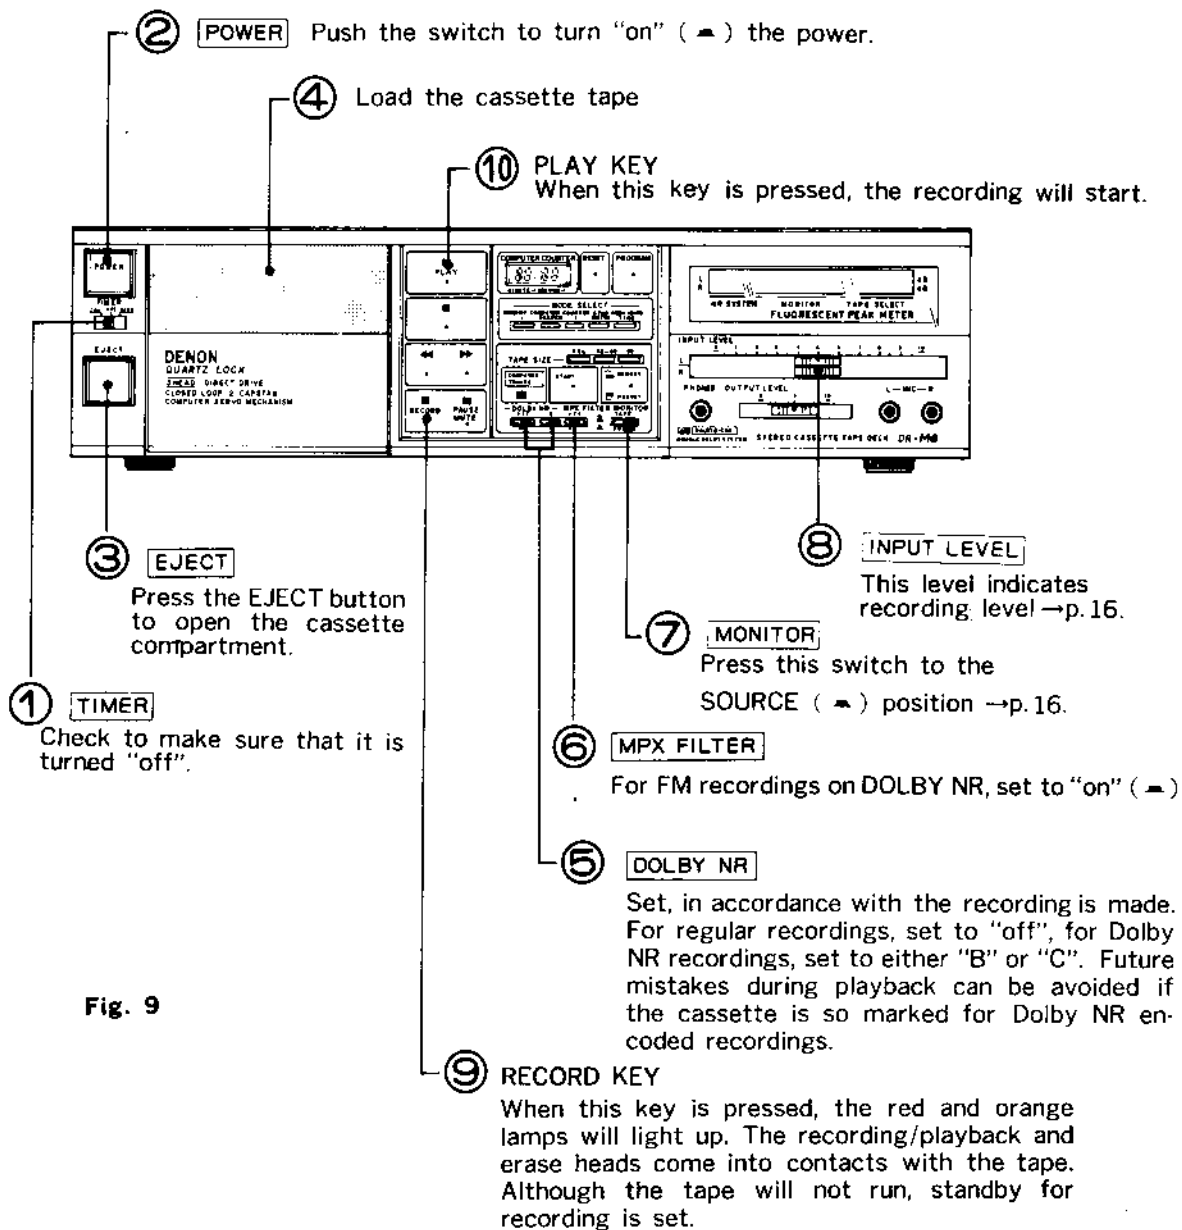 ② POWER Push the switch to turn “on” ( ) the power.
④ Load the cassette tape
⑩ PLAY KEY
When this key is pressed, the recording will start.
POWER
TIMER
EJECT
DENON
QUARTZ LOCK
3HEAD DIRECT DRIVE
CLOSED LOOP 2 CAPSTAN
COMPUTER SERVO MECHANISM
PLAY
RECORD
PAUSE
MUTE
COMPUTER COUNTER
RESET
PROGRAM
MODE SELECT
TAPE SIZE
START
DOLBY NR
MPX FILTER
MONITOR
TAPE
L
R
MONITOR
TAPE SELECT
FLUORESCENT PEAK METER
INPUT LEVEL
L
R
PHONES
OUTPUT LEVEL
L—MIC—R
STEREO CASSETTE TAPE DECK DR-M4
③ EJECT
Press the EJECT button
to open the cassette
compartment.
① TIMER
Check to make sure that it is
turned “off”.
⑧ INPUT LEVEL
This level indicates
recording level →p. 16.
⑦ MONITOR
Press this switch to the
SOURCE ( ) position →p. 16.
⑥ MPX FILTER
For FM recordings on DOLBY NR, set to “on” ( )
⑤ DOLBY NR
Set, in accordance with the recording is made.
For regular recordings, set to “off”, for Dolby
NR recordings, set to either “B” or “C”. Future
mistakes during playback can be avoided if
the cassette is so marked for Dolby NR en-
coded recordings.
Fig. 9
⑨ RECORD KEY
When this key is pressed, the red and orange
lamps will light up. The recording/playback and
erase heads come into contacts with the tape.
Although the tape will not run, standby for
recording is set.